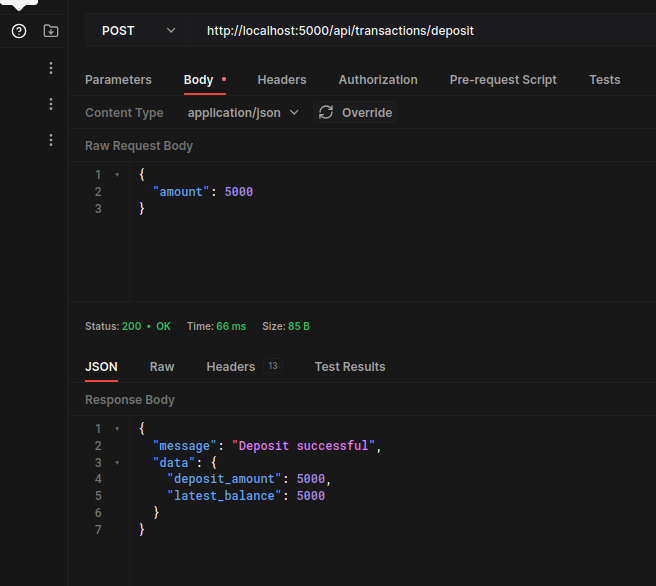 POST
http://localhost:5000/api/transactions/deposit
Parameters Body Headers Authorization Pre-request Script Tests
Content Type application/json Override
Raw Request Body
1 {
2 "amount": 5000
3 }
Status: 200 • OK Time: 66 ms Size: 85 B
JSON Raw Headers 13 Test Results
Response Body
1 {
2 "message": "Deposit successful",
3 "data": {
4 "deposit_amount": 5000,
5 "latest_balance": 5000
6 }
7 }